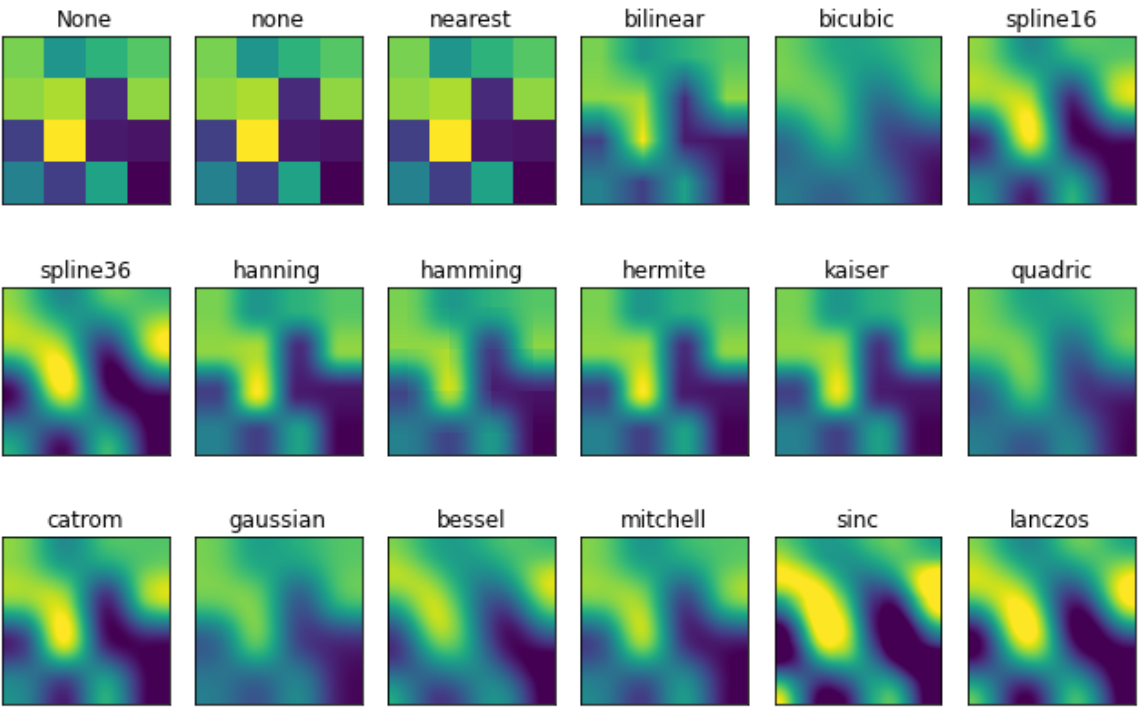 None none nearest bilinear bicubic spline16
spline36 hanning hamming hermite kaiser quadric
catrom gaussian bessel mitchell sinc lanczos